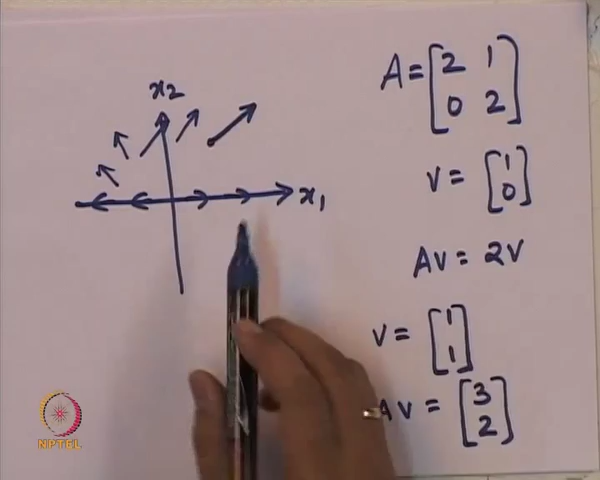 x2
x1
A = [2 1
0 2]
V = [1
0]
AV = 2V
V = [1
1]
AV = [3
2]
NPTEL